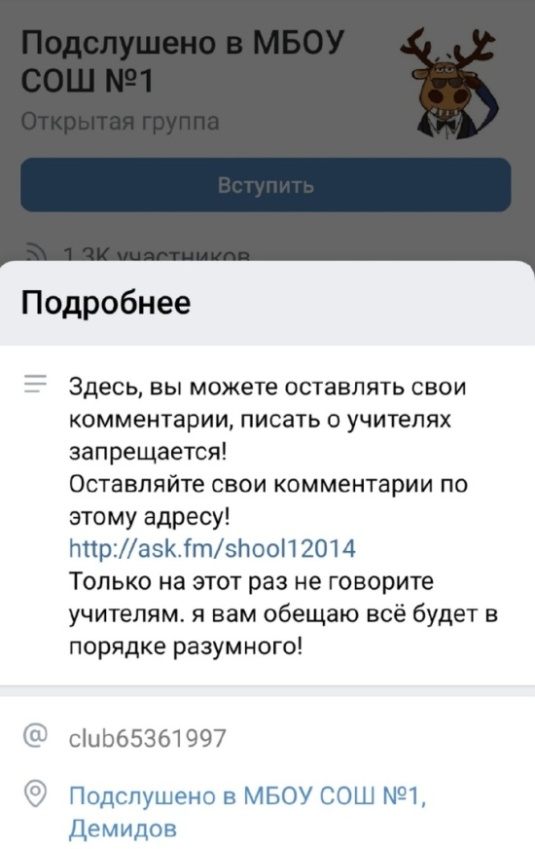 Подслушено в МБОУ
СОШ №1
Открытая группа
Вступить
1,3K участников
Подробнее
Здесь, вы можете оставлять свои
комментарии, писать о учителях
запрещается!
Оставляйте свои комментарии по
этому адресу!
http://ask.fm/shool12014
Только на этот раз не говорите
учителям. я вам обещаю всё будет в
порядке разумного!
@ club65361997
Подслушено в МБОУ СОШ №1,
Демидов